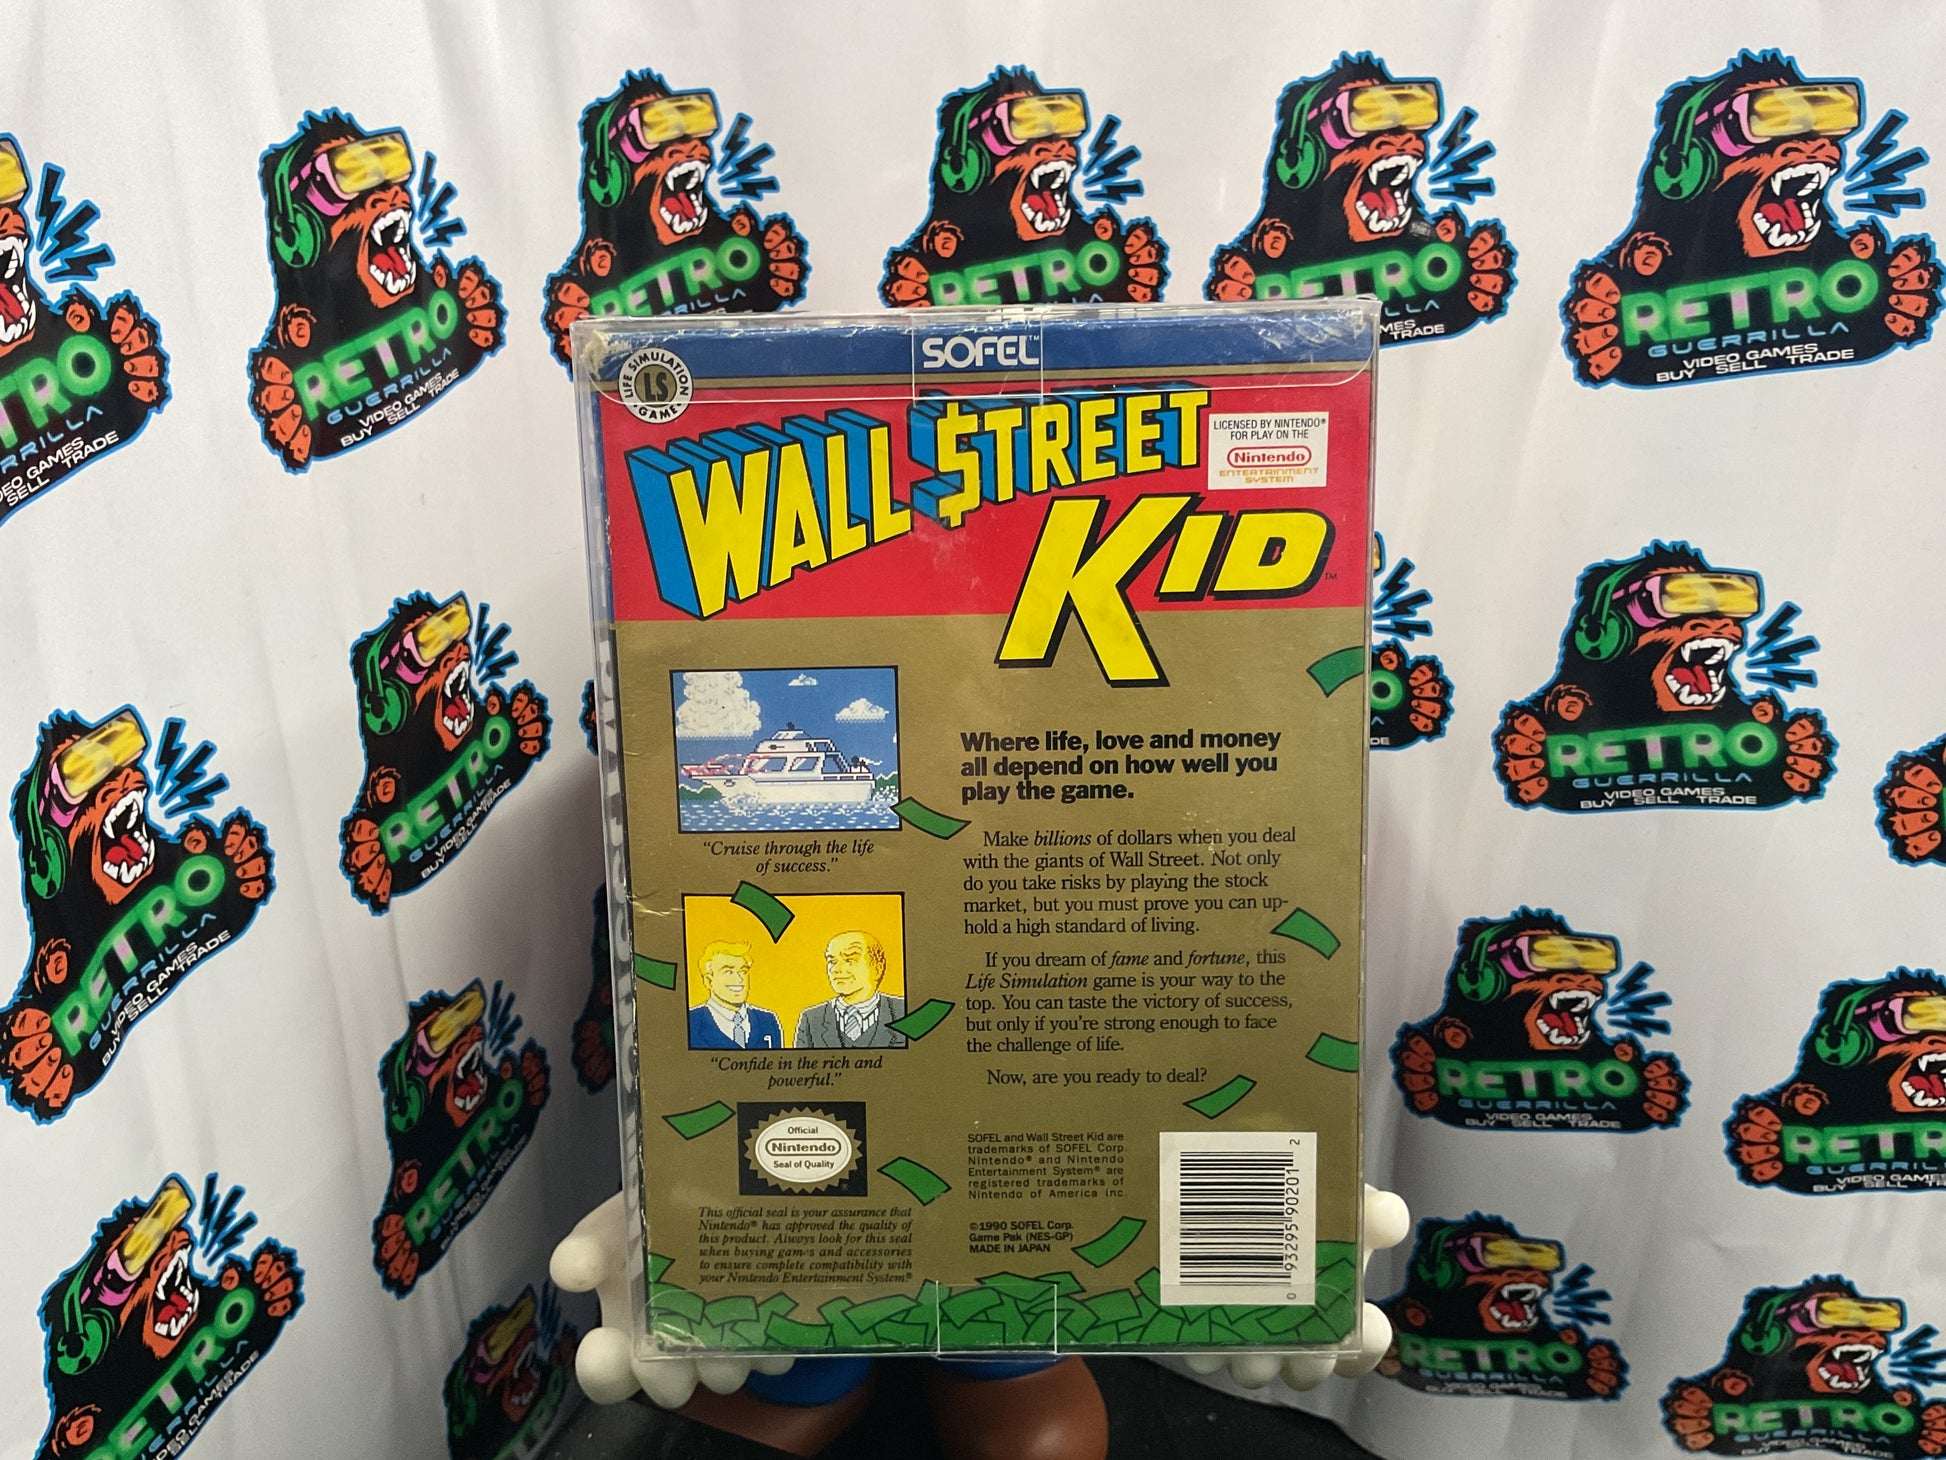 SOFEL™
LIFE SIMULATION
LS
GAME
WALL $TREET
KID™
LICENSED BY NINTENDO®
FOR PLAY ON THE
Nintendo
ENTERTAINMENT
SYSTEM
"Cruise through the life
of success."
"Confide in the rich and
powerful."
Where life, love and money
all depend on how well you
play the game.
Make billions of dollars when you deal
with the giants of Wall Street. Not only
do you take risks by playing the stock
market, but you must prove you can up-
hold a high standard of living.
If you dream of fame and fortune, this
Life Simulation game is your way to the
top. You can taste the victory of success,
but only if you're strong enough to face
the challenge of life.
Now, are you ready to deal?
Official
Nintendo
Seal of Quality
This official seal is your assurance that
Nintendo® has approved the quality of
this product. Always look for this seal
when buying games and accessories
to ensure complete compatibility with
your Nintendo Entertainment System®
SOFEL and Wall Street Kid are
trademarks of SOFEL Corp.
Nintendo® and Nintendo
Entertainment System® are
registered trademarks of
Nintendo of America Inc.
©1990 SOFEL Corp.
Game Pak (NES-GP)
MADE IN JAPAN
0 93295 90201 2
RETRO
GUERRILLA
VIDEO GAMES
BUY SELL TRADE